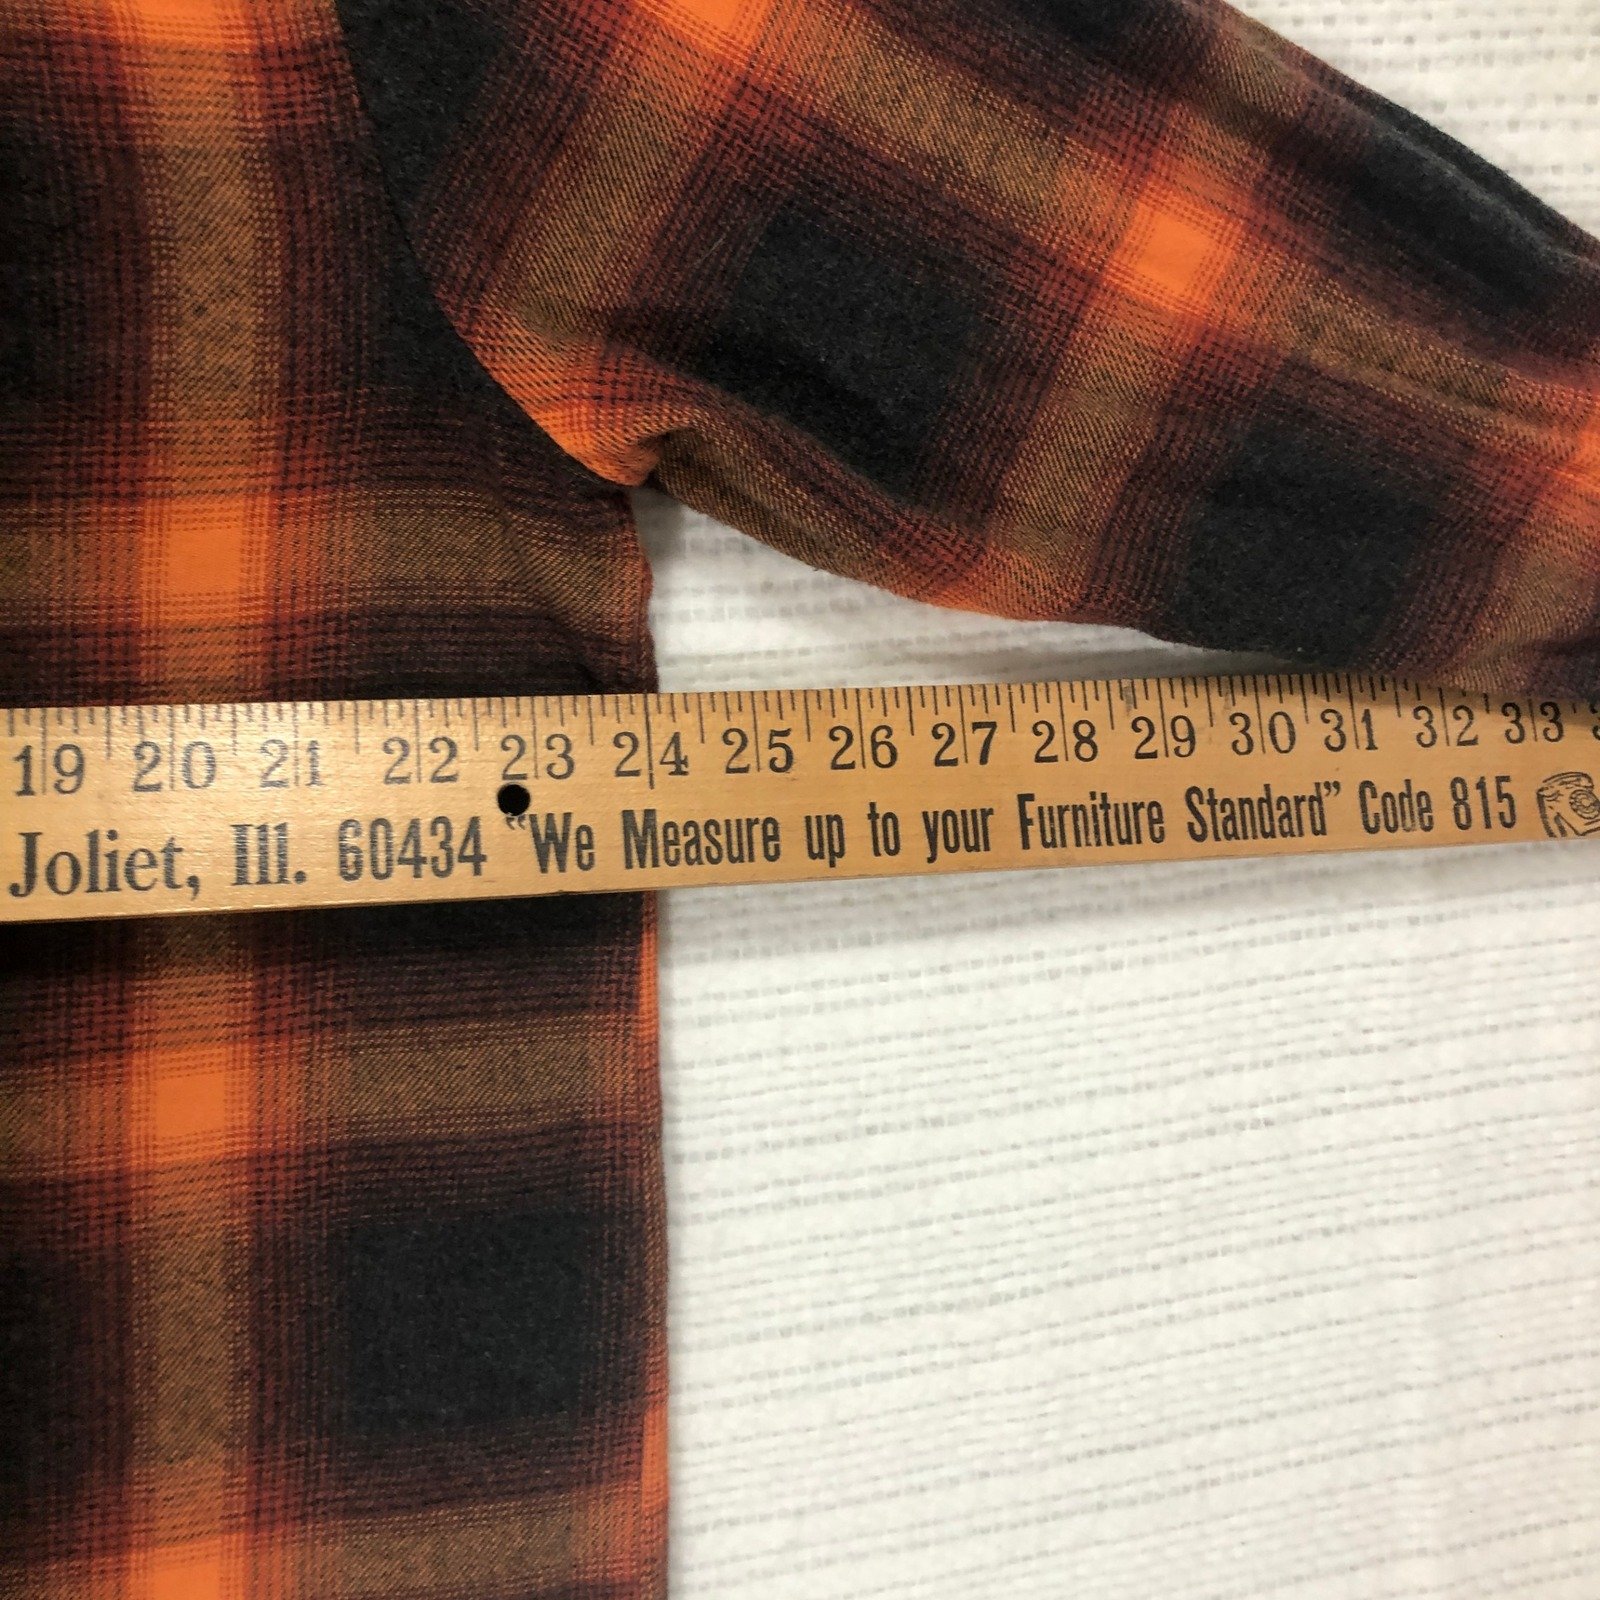 19 20 21 22 23 24 25 26 27 28 29 30 31 32 33
Joliet, Ill. 60434 "We Measure up to your Furniture Standard" Code 815